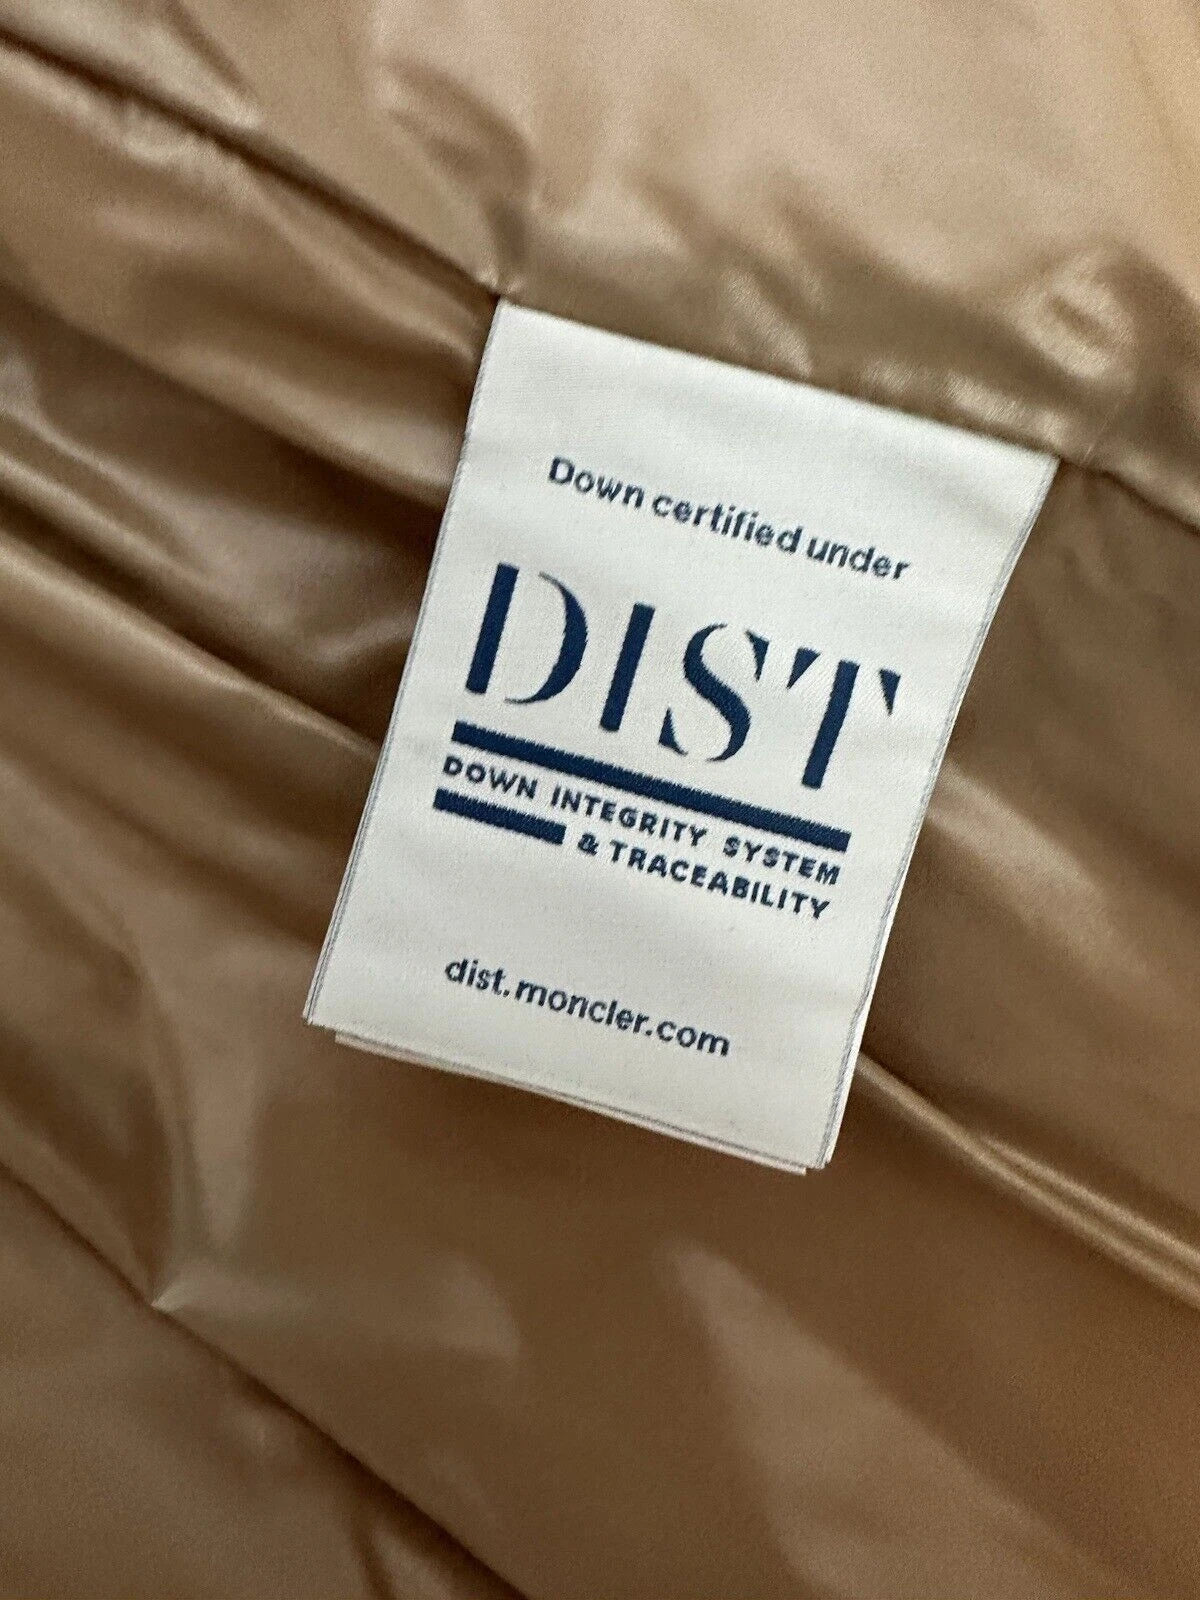 Down certified under
DIST
DOWN INTEGRITY SYSTEM
& TRACEABILITY
dist.moncler.com